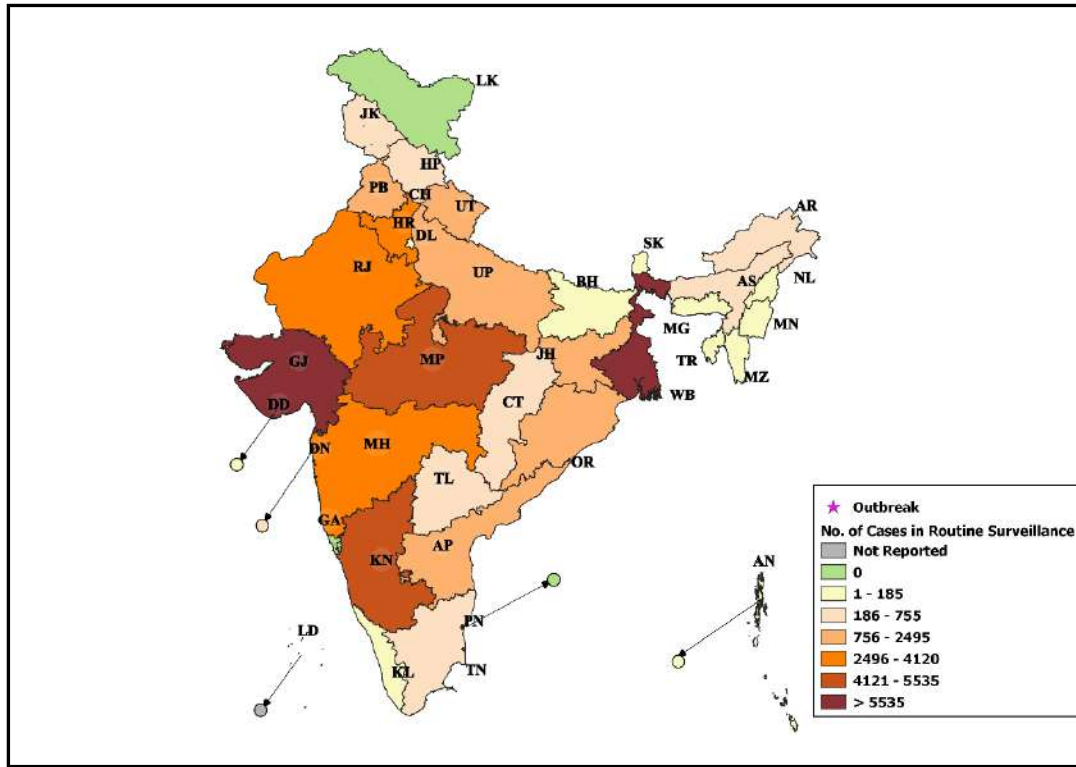 LK
JK
HP
PB
CH
UT
HR
DL
AR
SK
RJ
UP
BH
AS
NL
MG
MN
GJ
MP
JH
TR
MZ
CT
WB
DD
DN
MH
OR
TL
GA
AP
KN
AN
PN
LD
KL
TN
Outbreak
No. of Cases in Routine Surveillance
Not Reported
0
1 - 185
186 - 755
756 - 2495
2496 - 4120
4121 - 5535
> 5535